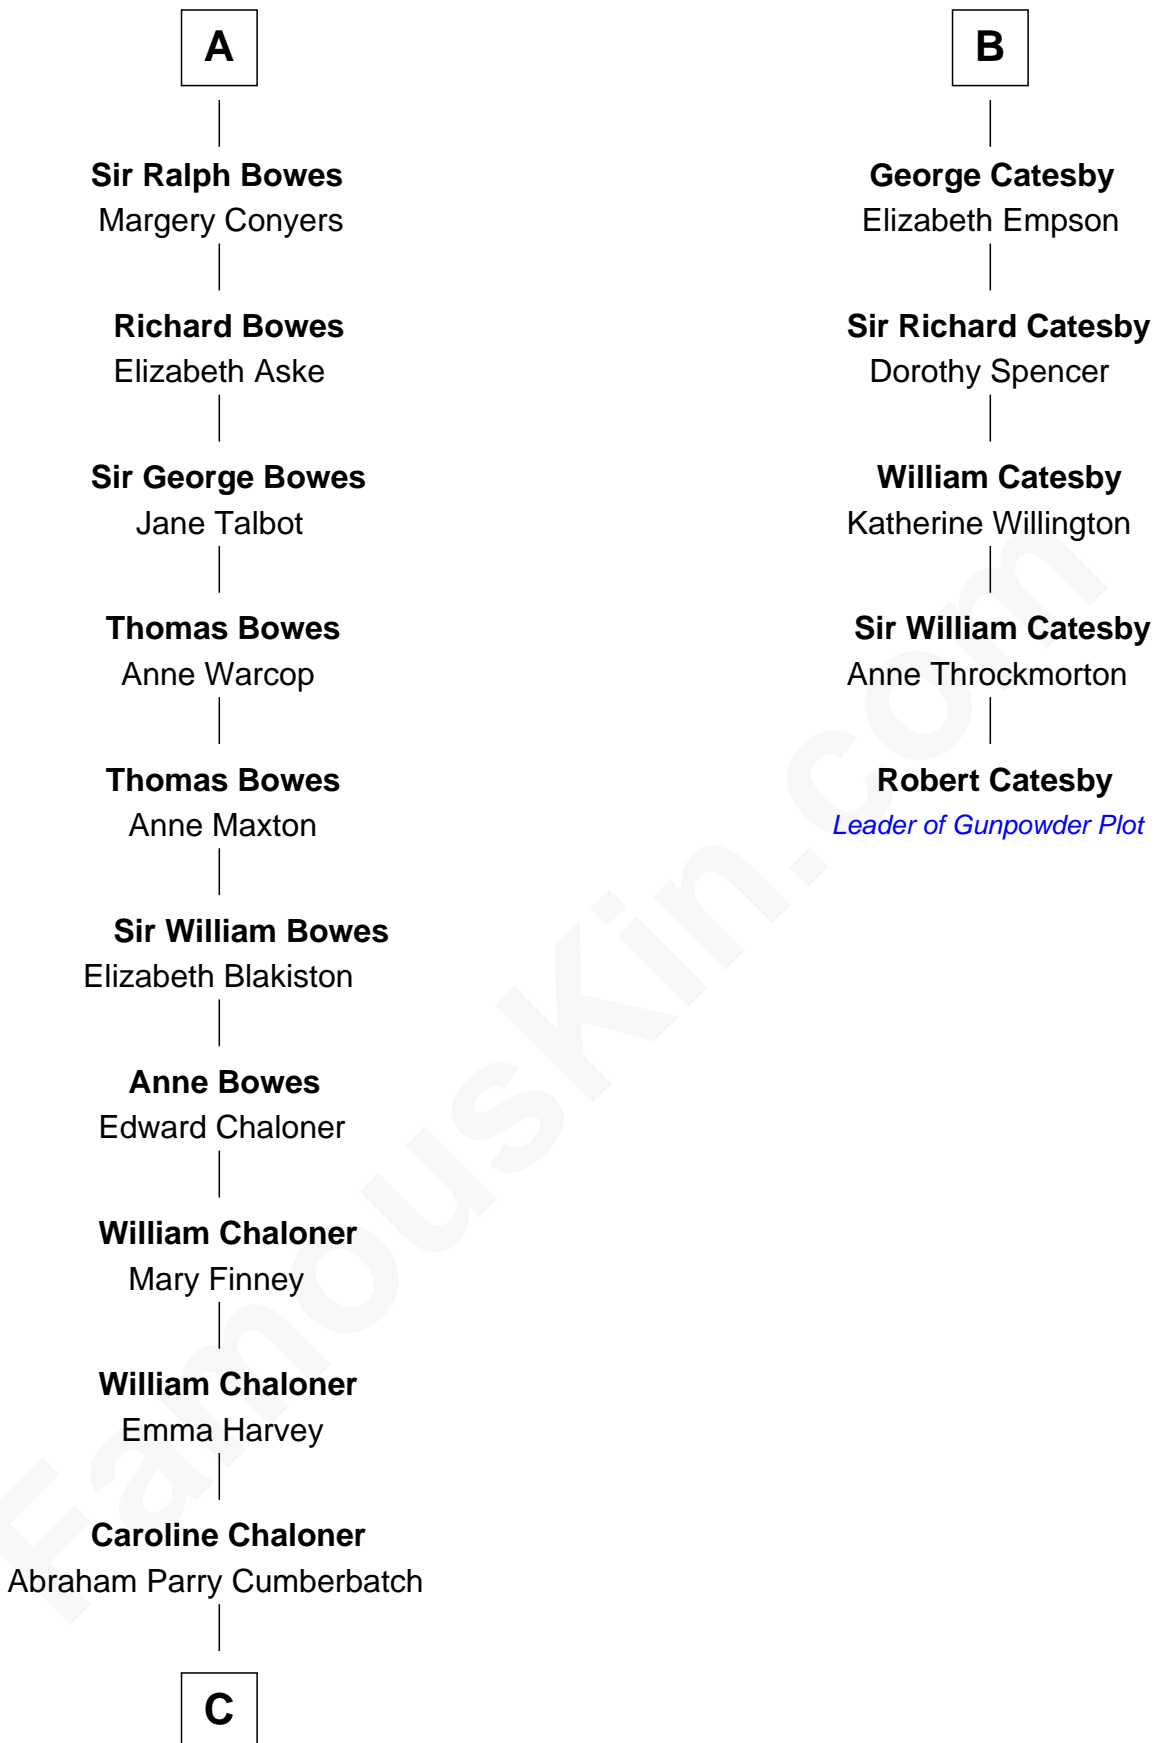 A
Sir Ralph Bowes
Margery Conyers
Richard Bowes
Elizabeth Aske
Sir George Bowes
Jane Talbot
Thomas Bowes
Anne Warcop
Thomas Bowes
Anne Maxton
Sir William Bowes
Elizabeth Blakiston
Anne Bowes
Edward Chaloner
William Chaloner
Mary Finney
William Chaloner
Emma Harvey
Caroline Chaloner
Abraham Parry Cumberbatch
C
B
George Catesby
Elizabeth Empson
Sir Richard Catesby
Dorothy Spencer
William Catesby
Katherine Willington
Sir William Catesby
Anne Throckmorton
Robert Catesby
Leader of Gunpowder Plot
FamousKin.com